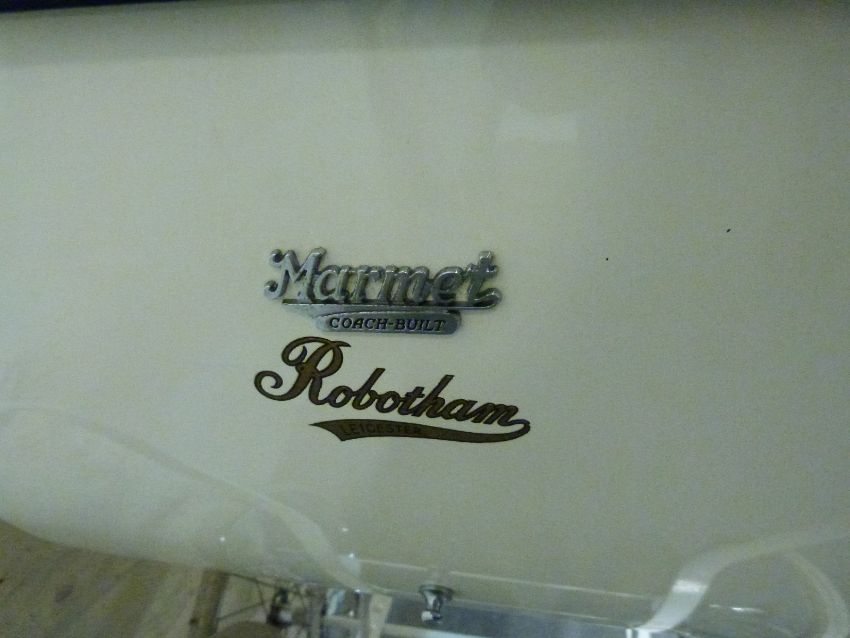 Marmet
COACH-BUILT
Robotham
LEICESTER